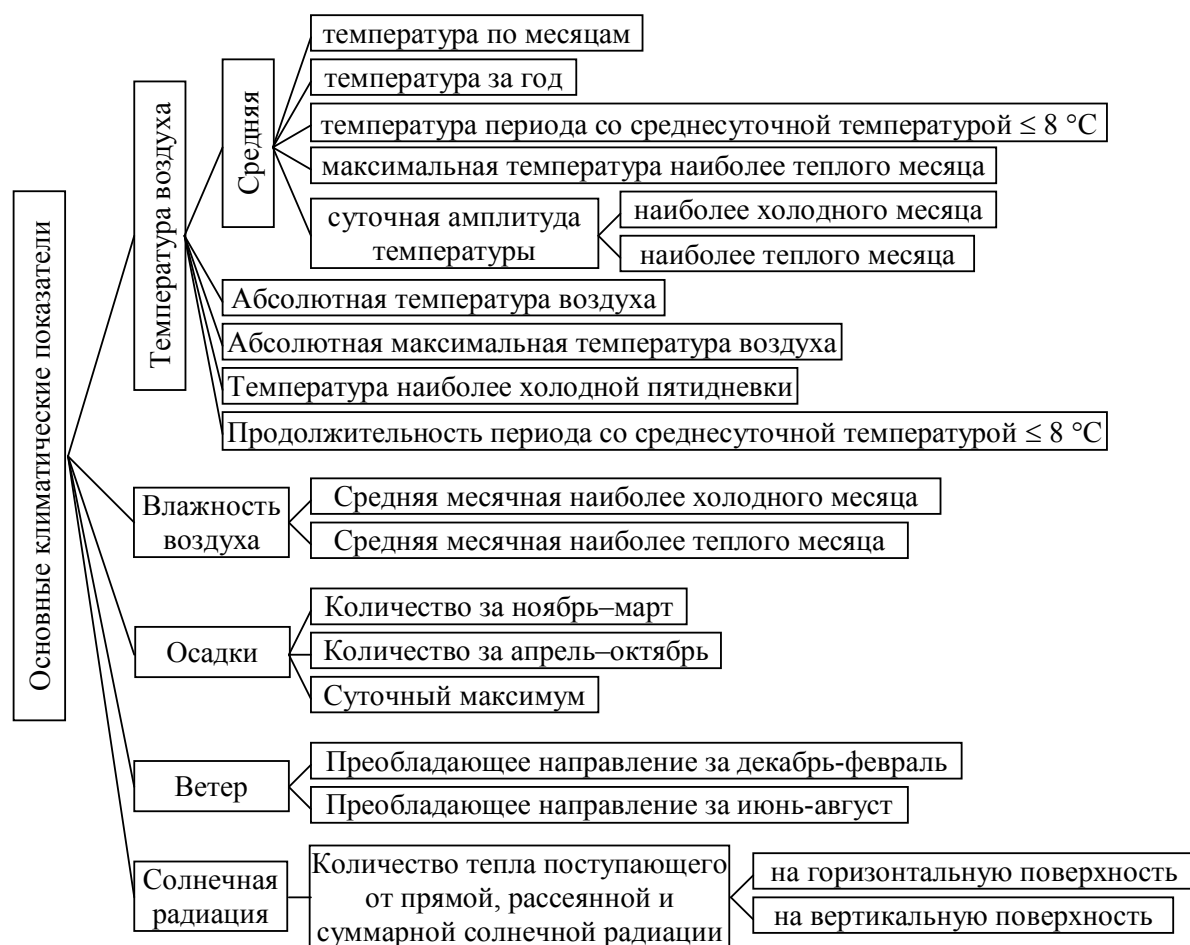 Основные климатические показатели
Температура воздуха
Средняя
температура по месяцам
температура за год
температура периода со среднесуточной температурой ≤ 8 °С
максимальная температура наиболее теплого месяца
суточная амплитуда
температуры
наиболее холодного месяца
наиболее теплого месяца
Абсолютная температура воздуха
Абсолютная максимальная температура воздуха
Температура наиболее холодной пятидневки
Продолжительность периода со среднесуточной температурой ≤ 8 °С
Влажность
воздуха
Средняя месячная наиболее холодного месяца
Средняя месячная наиболее теплого месяца
Осадки
Количество за ноябрь–март
Количество за апрель–октябрь
Суточный максимум
Ветер
Преобладающее направление за декабрь-февраль
Преобладающее направление за июнь-август
Солнечная
радиация
Количество тепла поступающего
от прямой, рассеянной и
суммарной солнечной радиации
на горизонтальную поверхность
на вертикальную поверхность